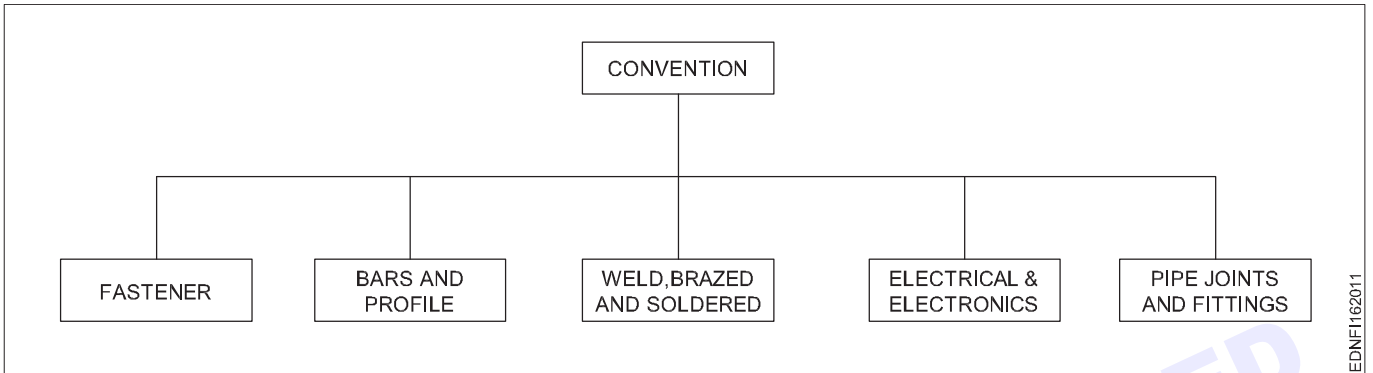 CONVENTION
FASTENER
BARS AND
PROFILE
WELD,BRAZED
AND SOLDERED
ELECTRICAL &
ELECTRONICS
PIPE JOINTS
AND FITTINGS
EDNFI162011